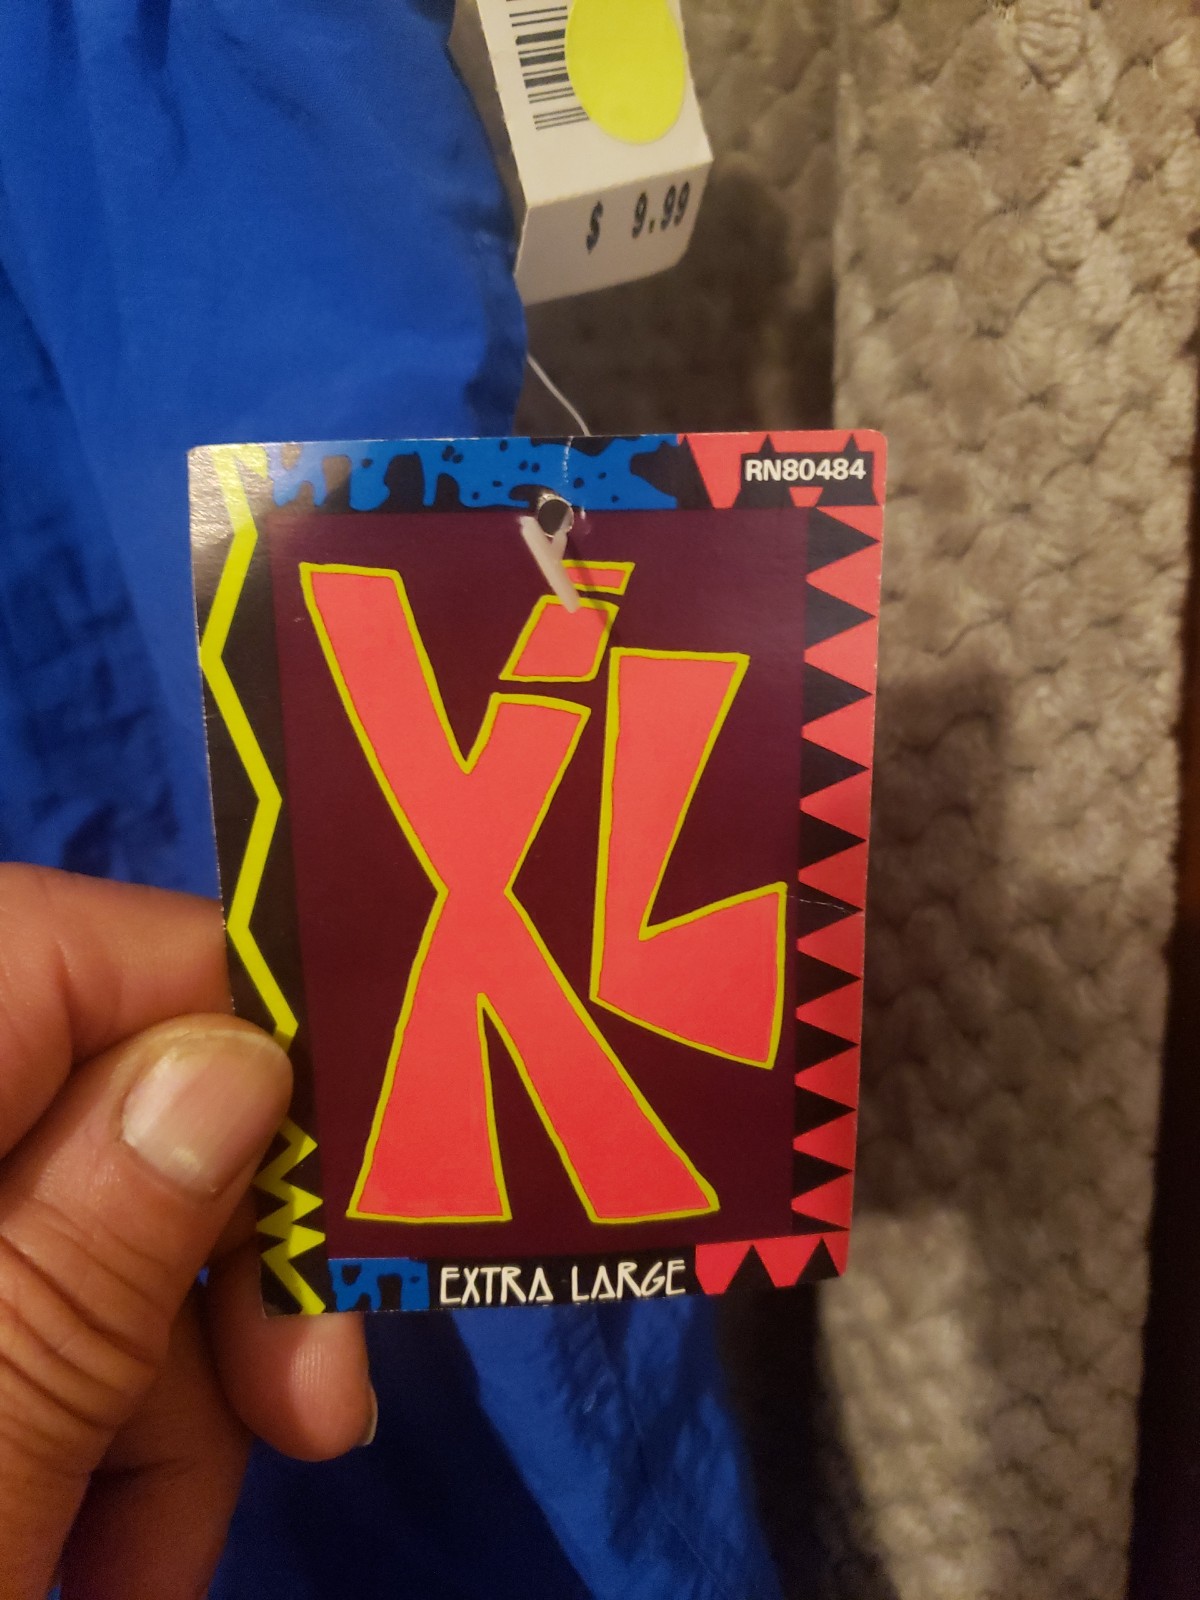 $ 9.99
RN80484
XL
EXTRA LARGE